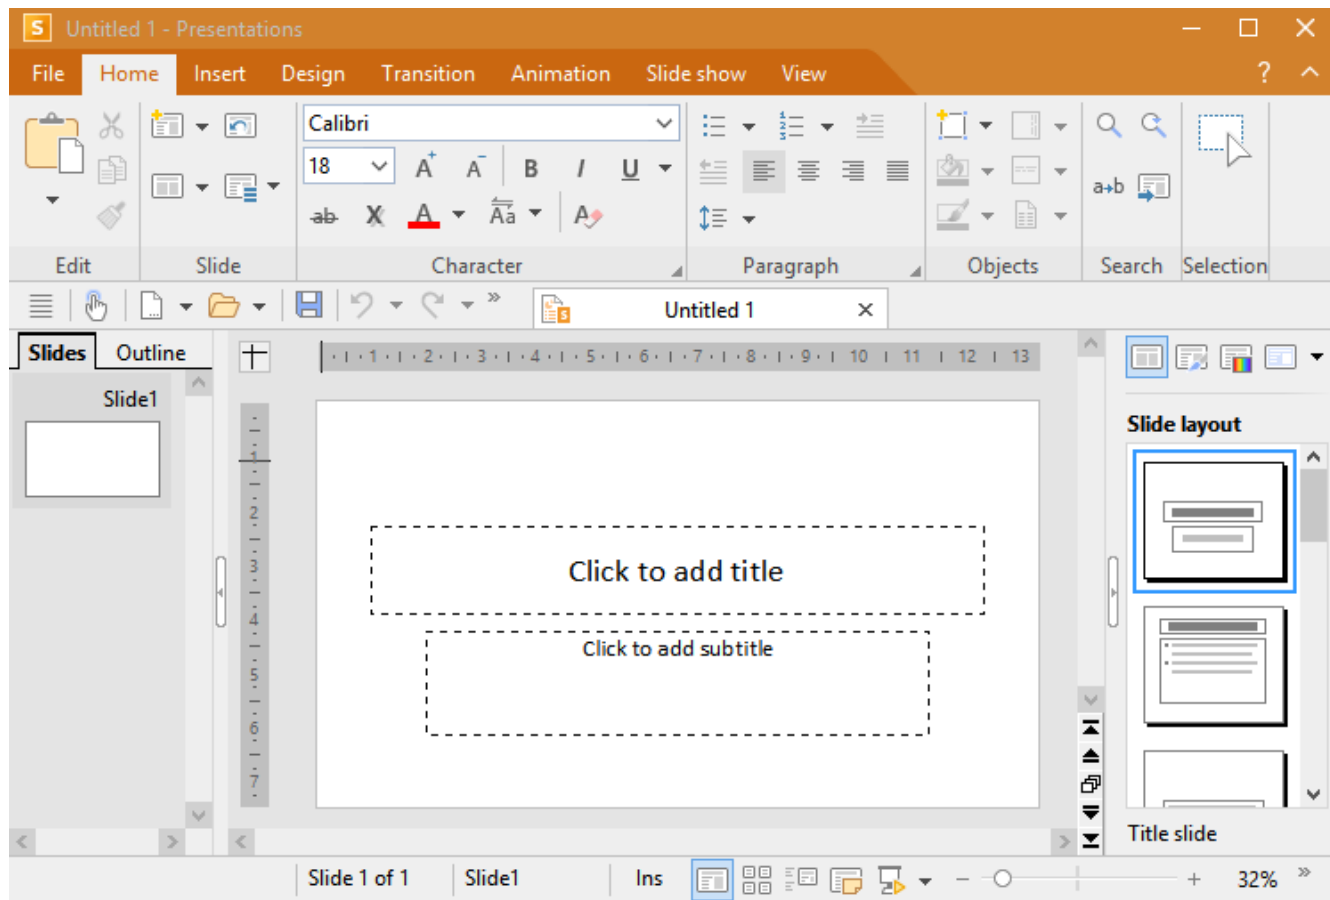 S Untitled 1 - Presentations
File Home Insert Design Transition Animation Slide show View ?
Calibri
18 A+ A- B I U
ab X A Aa A
a→b
Edit Slide Character Paragraph Objects Search Selection
Untitled 1
Slides Outline
1 2 3 4 5 6 7 8 9 10 11 12 13
Slide1
Slide layout
1
2
3
4
5
6
7
Click to add title
Click to add subtitle
Title slide
Slide 1 of 1 Slide1 Ins 32%